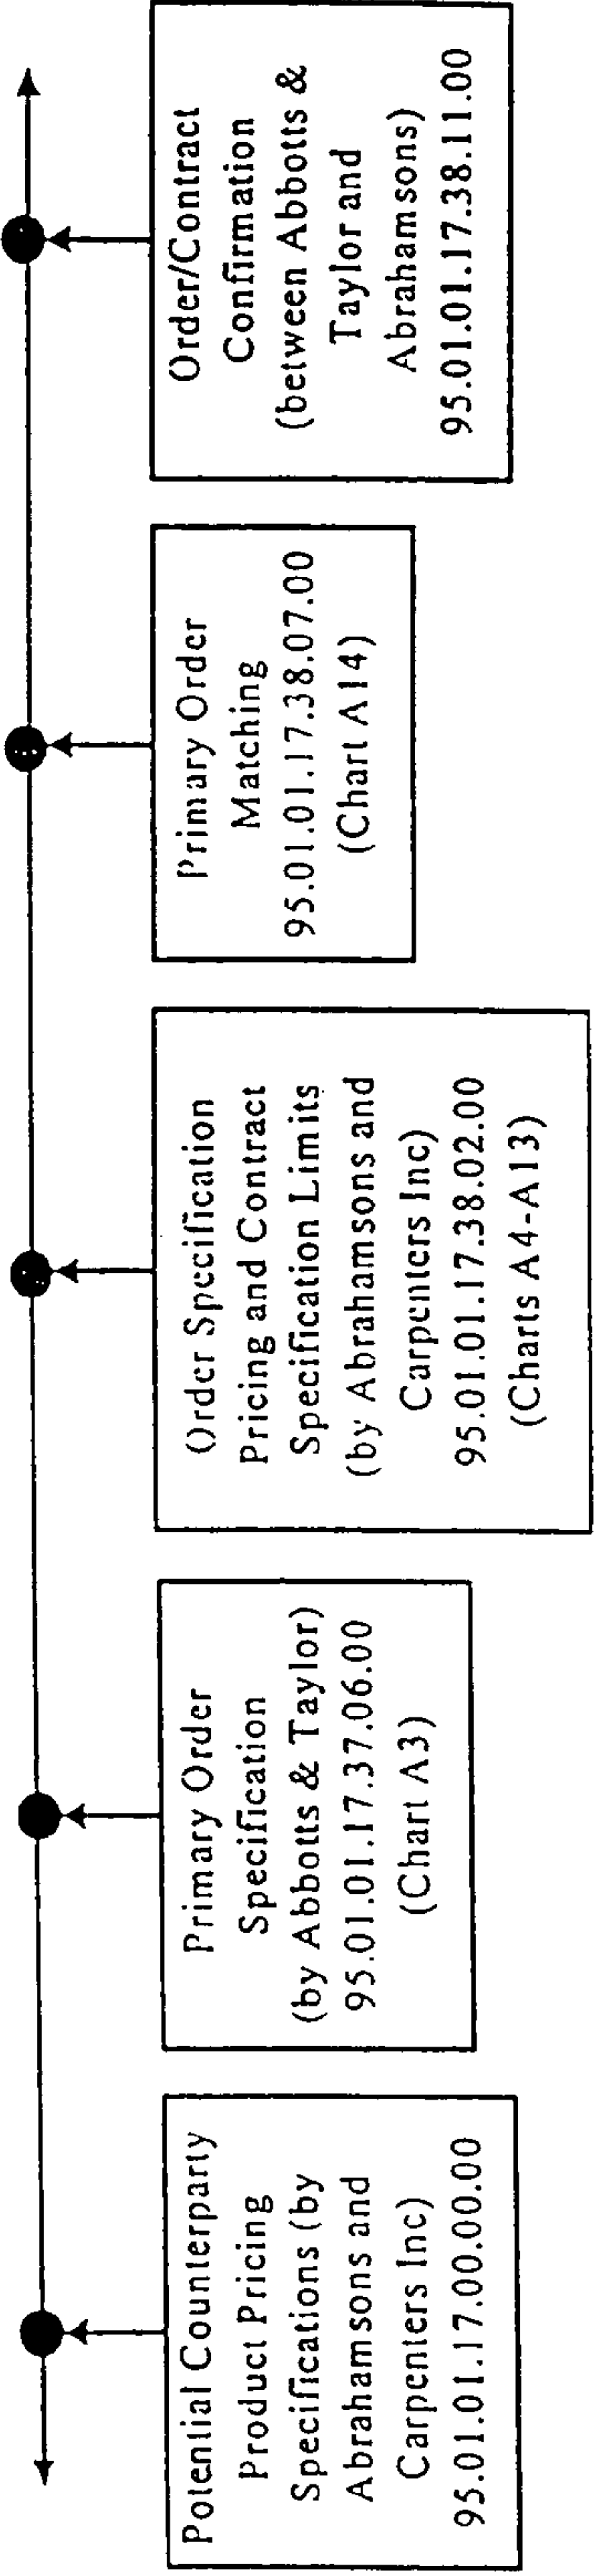 Potential Counterparty
Product Pricing
Specifications (by
Abrahamsons and
Carpenters Inc)
95.01.01.17.00.00.00
Primary Order
Specification
(by Abbotts & Taylor)
95.01.01.17.37.06.00
(Chart A3)
Order Specification
Pricing and Contract
Specification Limits
(by Abrahamsons and
Carpenters Inc)
95.01.01.17.38.02.00
(Charts A4-A13)
Primary Order
Matching
95.01.01.17.38.07.00
(Chart A14)
Order/Contract
Confirmation
(between Abbotts &
Taylor and
Abrahamsons)
95.01.01.17.38.11.00